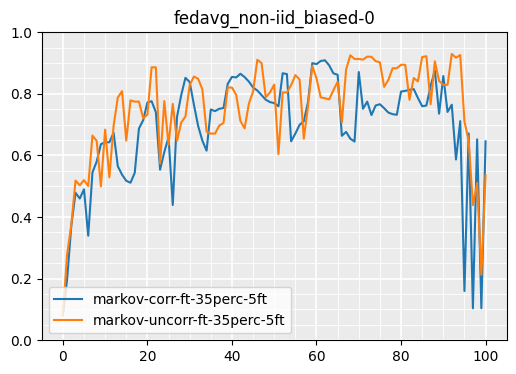 fedavg_non-iid_biased-0
1.0
0.8
0.6
0.4
0.2
0.0
markov-corr-ft-35perc-5ft
markov-uncorr-ft-35perc-5ft
0 20 40 60 80 100